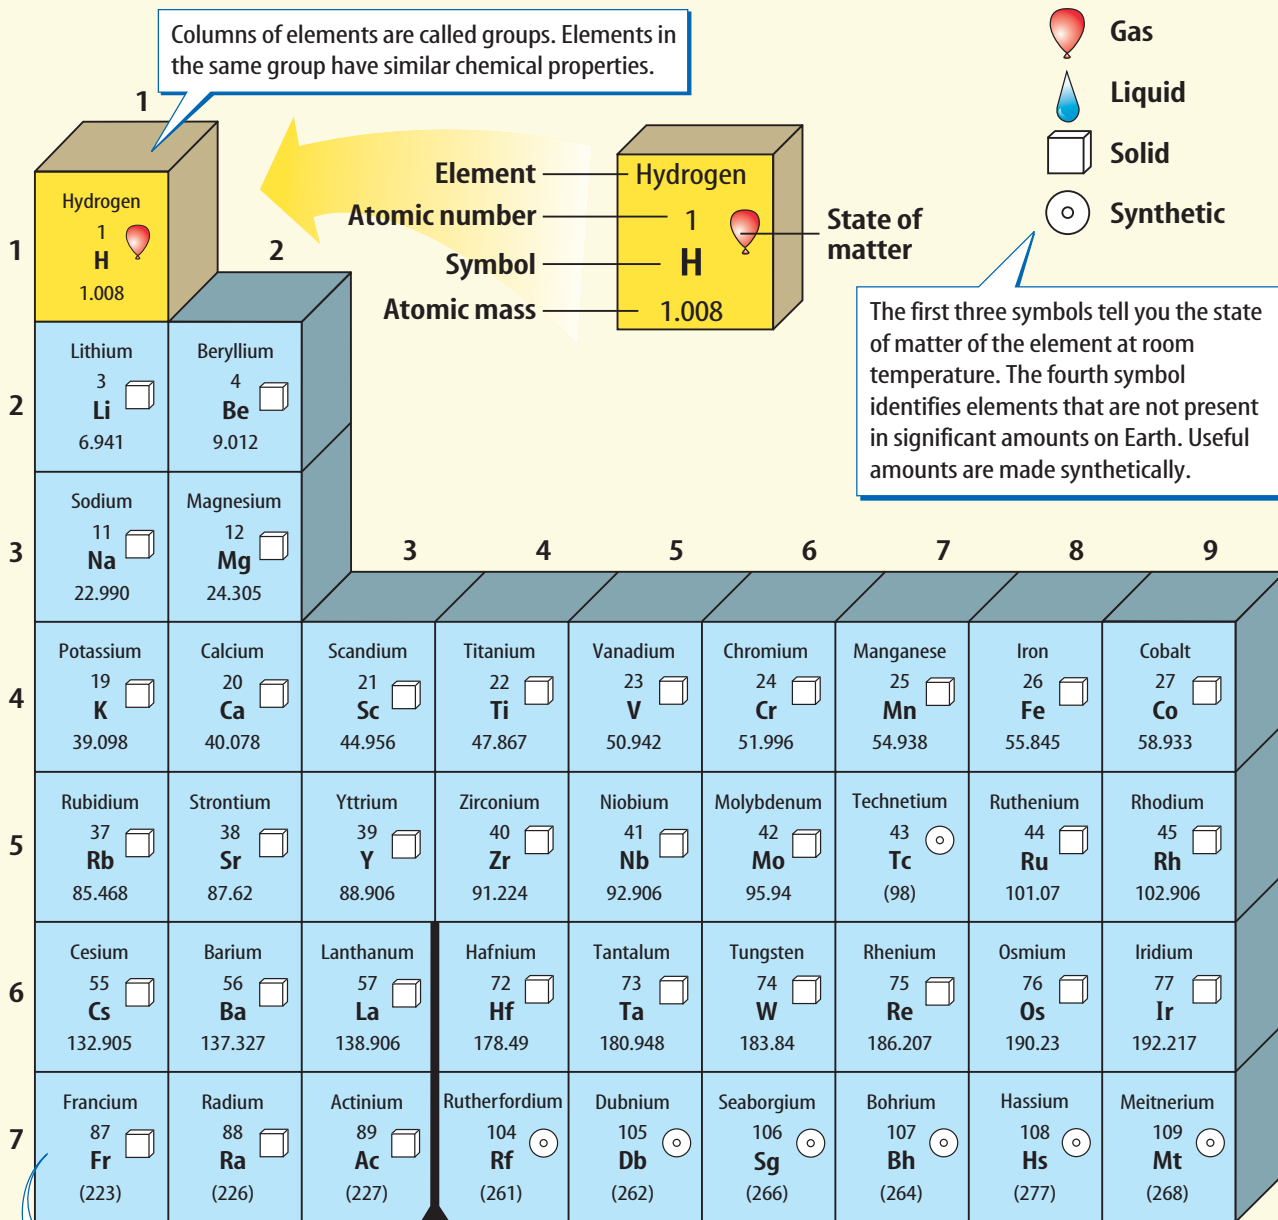 Columns of elements are called groups. Elements in
the same group have similar chemical properties.
Gas
Liquid
Solid
Synthetic
The first three symbols tell you the state
of matter of the element at room
temperature. The fourth symbol
identifies elements that are not present
in significant amounts on Earth. Useful
amounts are made synthetically.
Element
Atomic number
Symbol
Atomic mass
Hydrogen
1
H
1.008
State of
matter
1
1
Hydrogen
1
H
1.008
2
2
Lithium
3
Li
6.941
Beryllium
4
Be
9.012
3
Sodium
11
Na
22.990
Magnesium
12
Mg
24.305
3 4 5 6 7 8 9
4
Potassium
19
K
39.098
Calcium
20
Ca
40.078
Scandium
21
Sc
44.956
Titanium
22
Ti
47.867
Vanadium
23
V
50.942
Chromium
24
Cr
51.996
Manganese
25
Mn
54.938
Iron
26
Fe
55.845
Cobalt
27
Co
58.933
5
Rubidium
37
Rb
85.468
Strontium
38
Sr
87.62
Yttrium
39
Y
88.906
Zirconium
40
Zr
91.224
Niobium
41
Nb
92.906
Molybdenum
42
Mo
95.94
Technetium
43
Tc
(98)
Ruthenium
44
Ru
101.07
Rhodium
45
Rh
102.906
6
Cesium
55
Cs
132.905
Barium
56
Ba
137.327
Lanthanum
57
La
138.906
Hafnium
72
Hf
178.49
Tantalum
73
Ta
180.948
Tungsten
74
W
183.84
Rhenium
75
Re
186.207
Osmium
76
Os
190.23
Iridium
77
Ir
192.217
7
Francium
87
Fr
(223)
Radium
88
Ra
(226)
Actinium
89
Ac
(227)
Rutherfordium
104
Rf
(261)
Dubnium
105
Db
(262)
Seaborgium
106
Sg
(266)
Bohrium
107
Bh
(264)
Hassium
108
Hs
(277)
Meitnerium
109
Mt
(268)